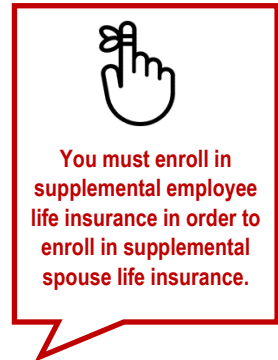 You must enroll in
supplemental employee
life insurance in order to
enroll in supplemental
spouse life insurance.